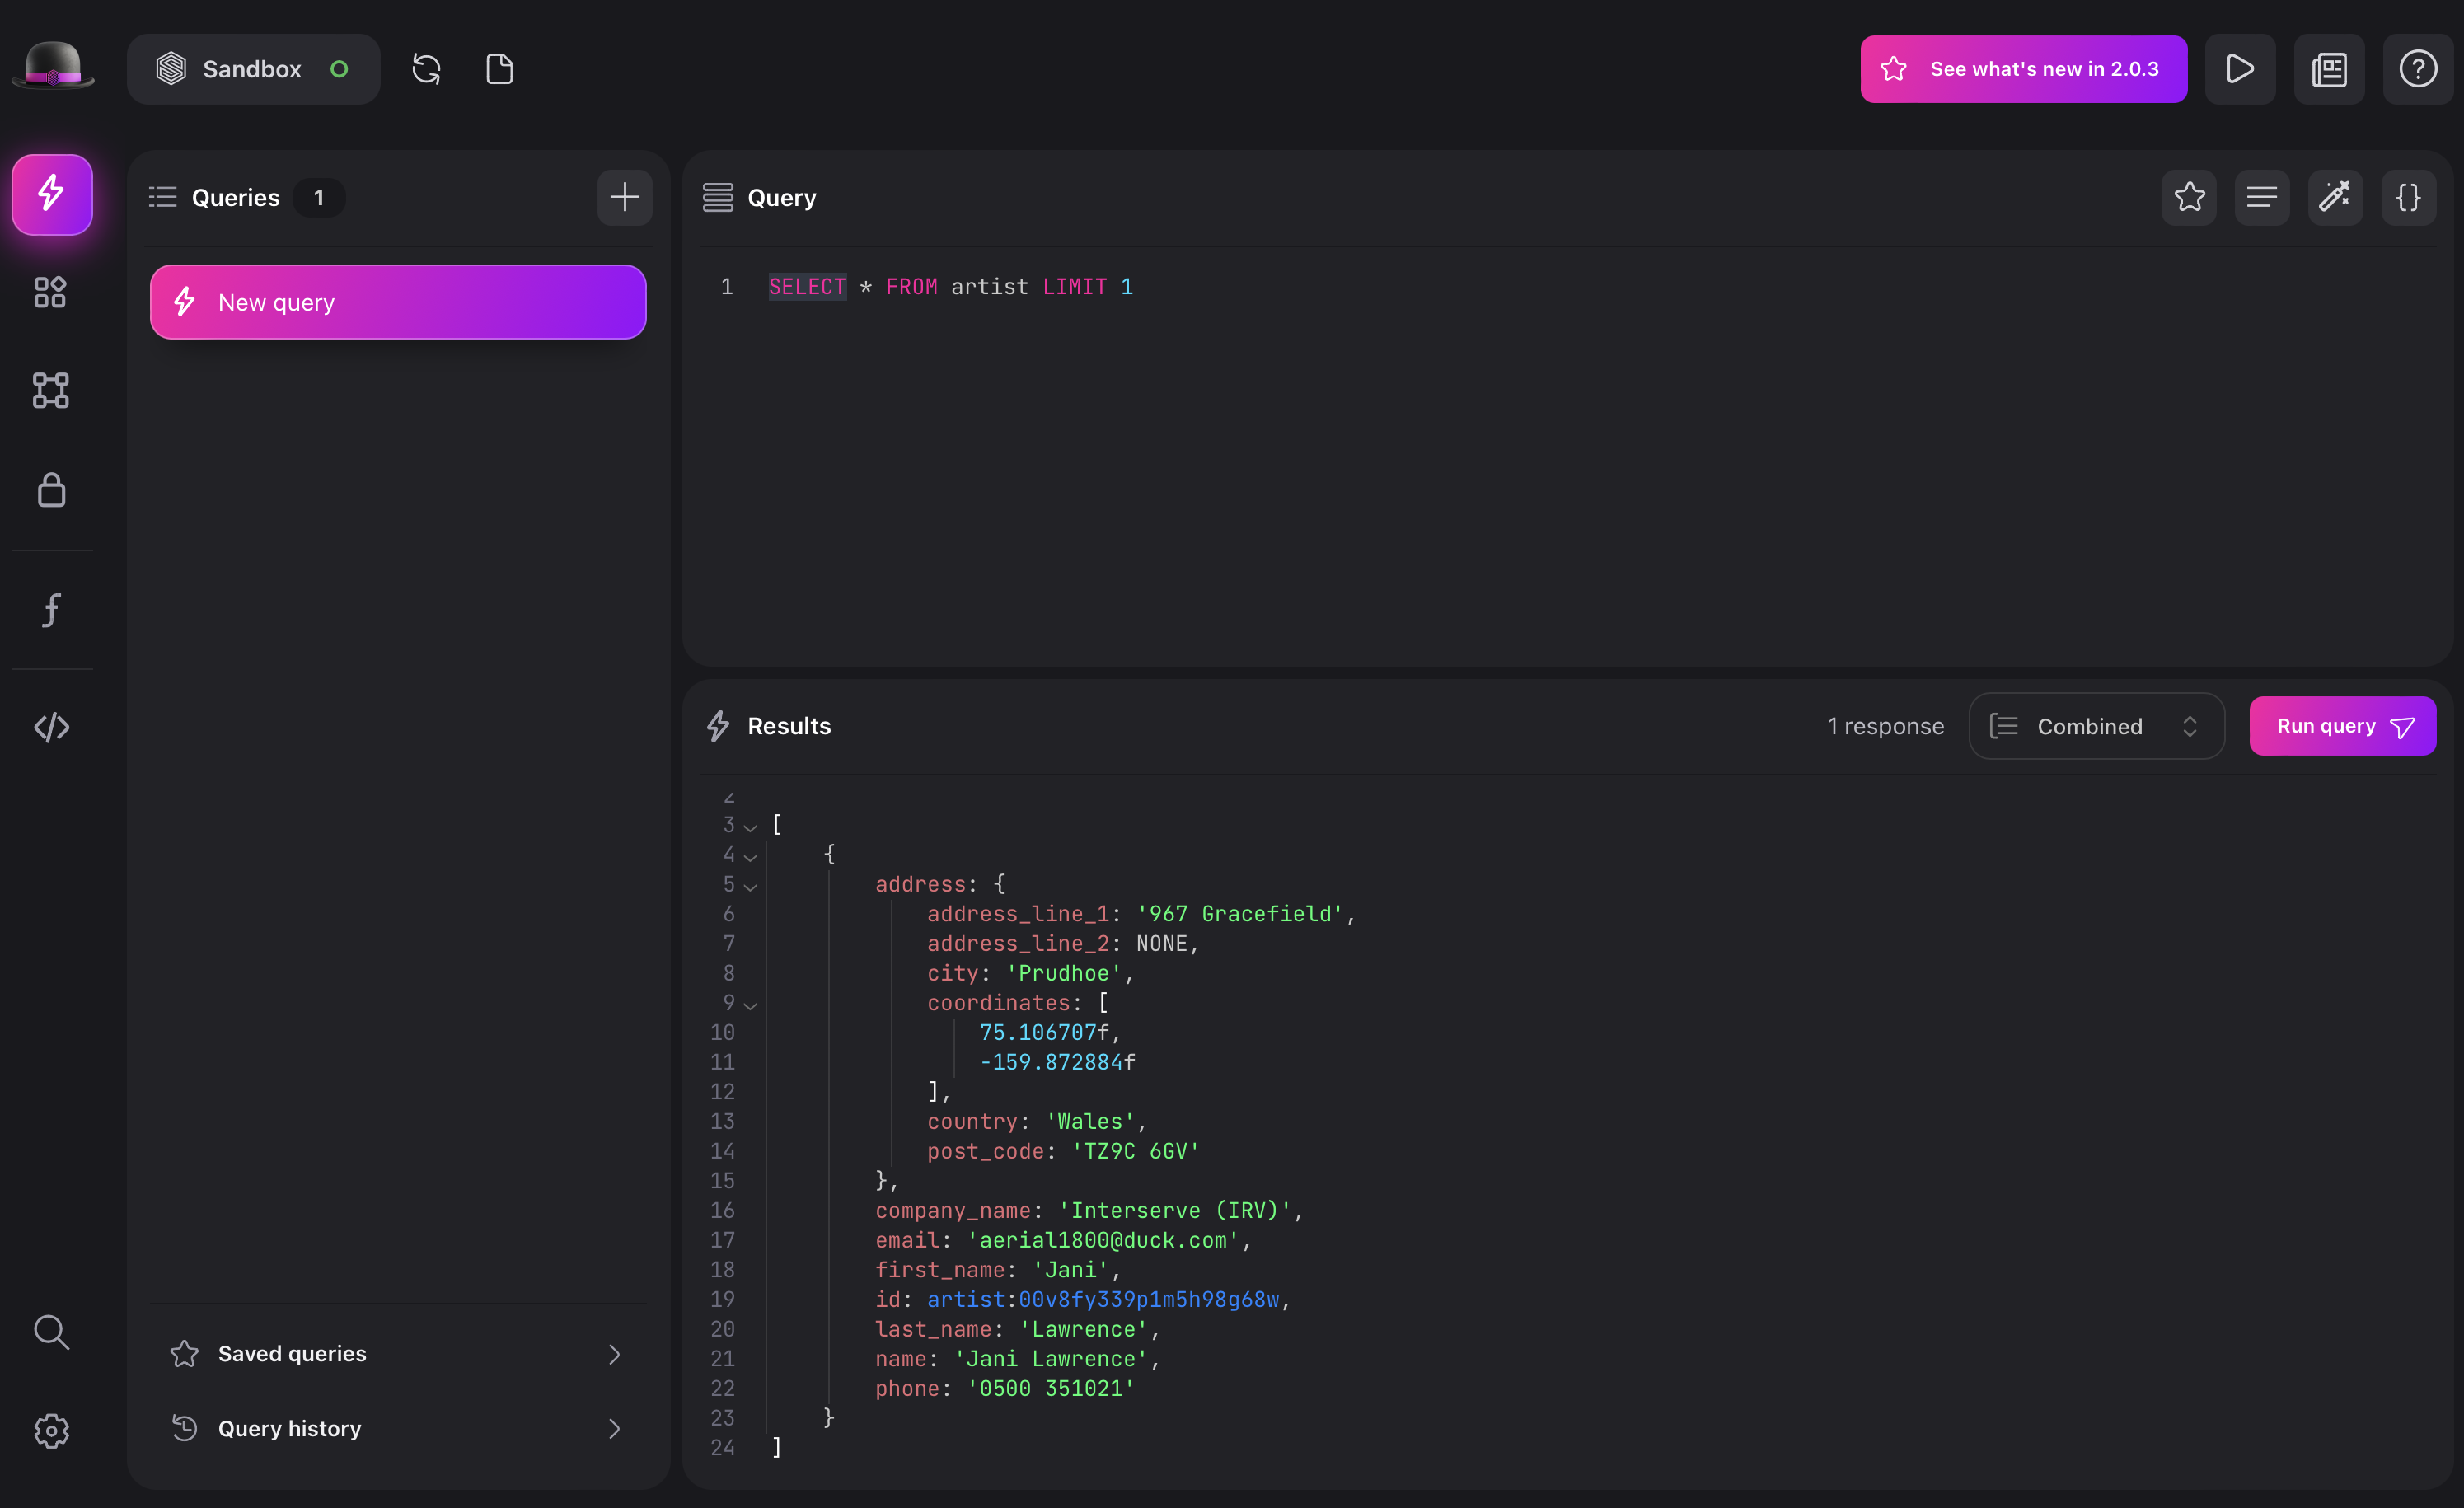 Sandbox
See what's new in 2.0.3
Queries 1
New query
Saved queries
Query history
Query
1 SELECT * FROM artist LIMIT 1
Results
1 response
Combined
Run query
2
3 [
4 {
5 address: {
6 address_line_1: '967 Gracefield',
7 address_line_2: NONE,
8 city: 'Prudhoe',
9 coordinates: [
10 75.106707f,
11 -159.872884f
12 ],
13 country: 'Wales',
14 post_code: 'TZ9C 6GV'
15 },
16 company_name: 'Interserve (IRV)',
17 email: 'aerial1800@duck.com',
18 first_name: 'Jani',
19 id: artist:00v8fy339p1m5h98g68w,
20 last_name: 'Lawrence',
21 name: 'Jani Lawrence',
22 phone: '0500 351021'
23 }
24 ]